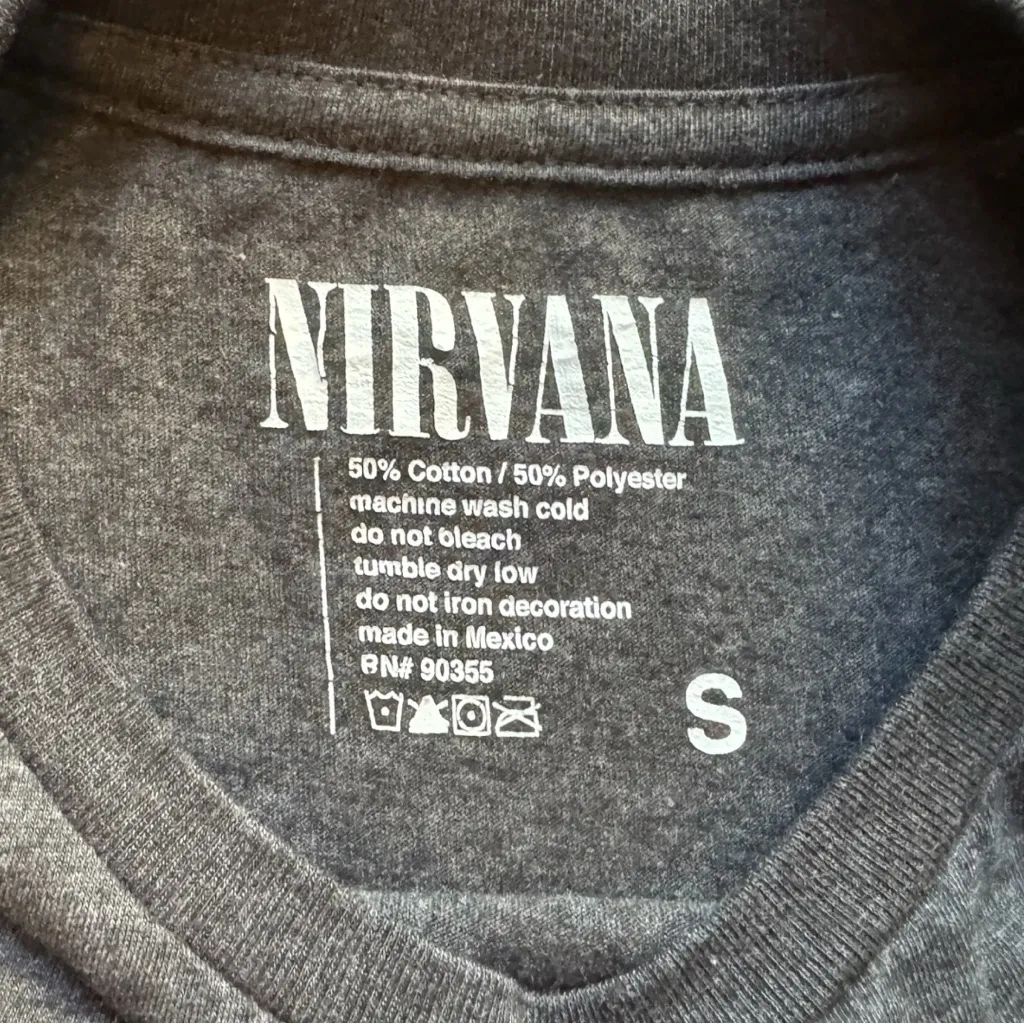 NIRVANA
50% Cotton / 50% Polyester
machine wash cold
do not bleach
tumble dry low
do not iron decoration
made in Mexico
RN# 90355
S